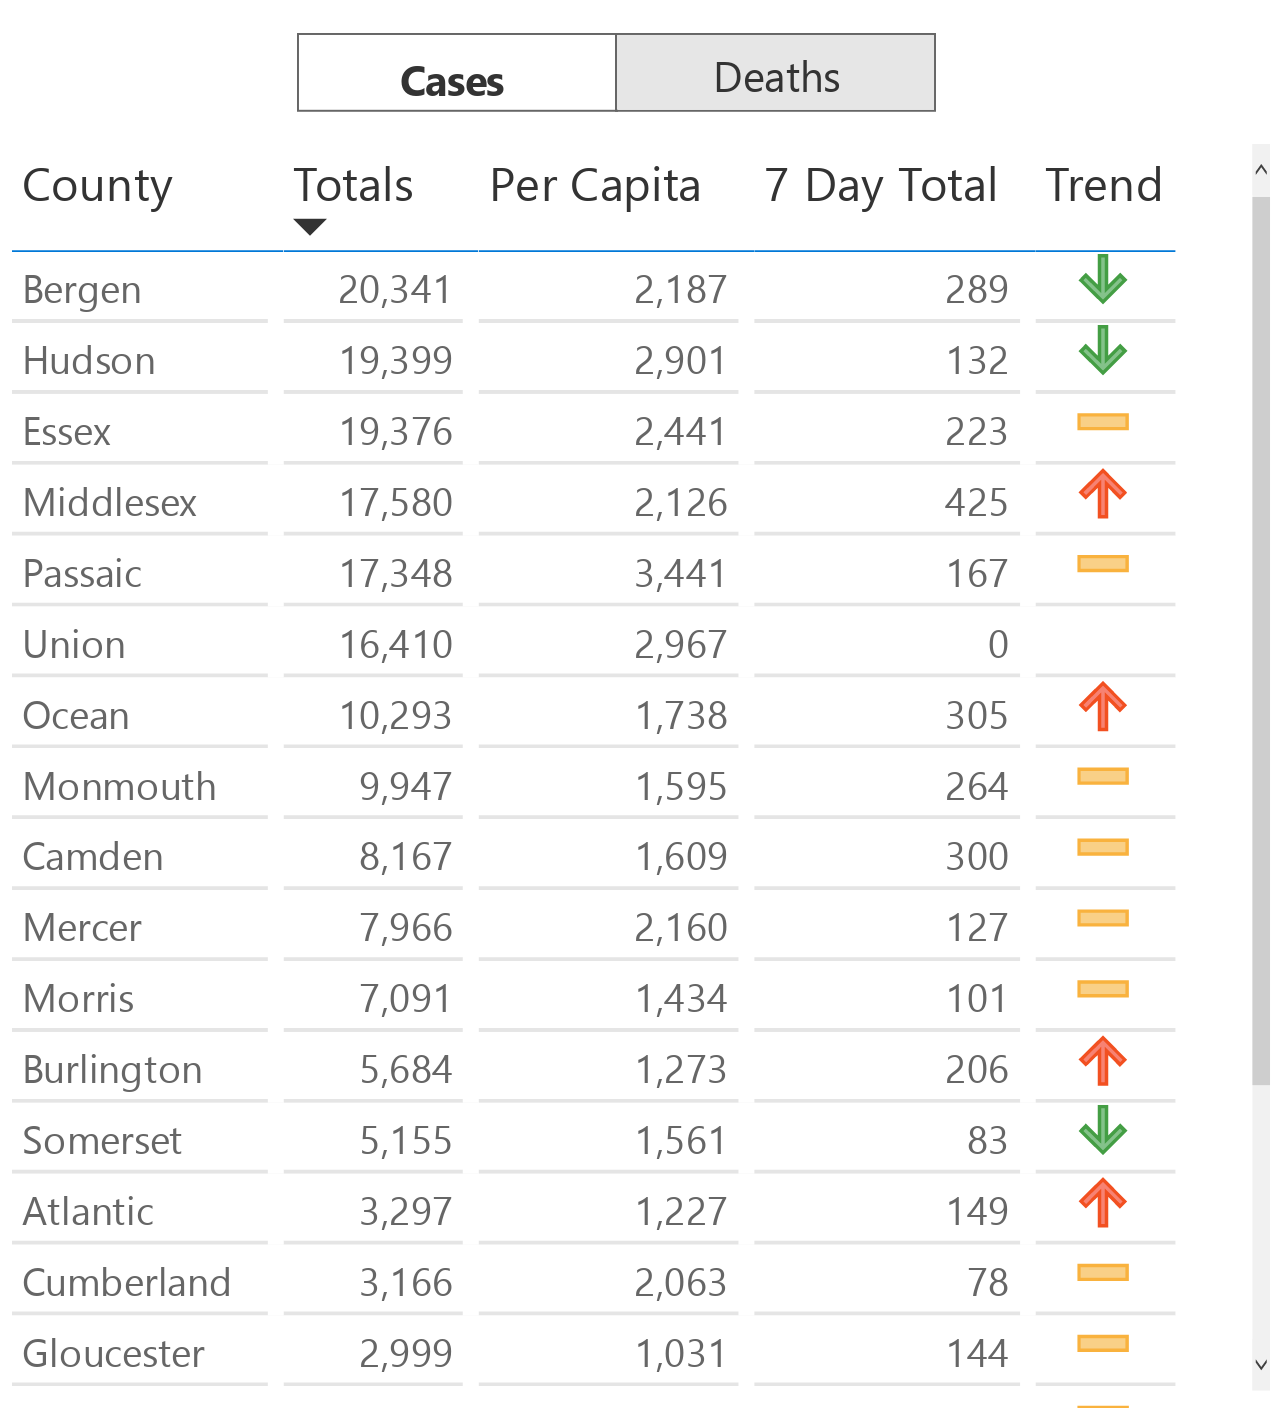 Cases Deaths
County Totals Per Capita 7 Day Total Trend
Bergen 20,341 2,187 289
Hudson 19,399 2,901 132
Essex 19,376 2,441 223
Middlesex 17,580 2,126 425
Passaic 17,348 3,441 167
Union 16,410 2,967 0
Ocean 10,293 1,738 305
Monmouth 9,947 1,595 264
Camden 8,167 1,609 300
Mercer 7,966 2,160 127
Morris 7,091 1,434 101
Burlington 5,684 1,273 206
Somerset 5,155 1,561 83
Atlantic 3,297 1,227 149
Cumberland 3,166 2,063 78
Gloucester 2,999 1,031 144